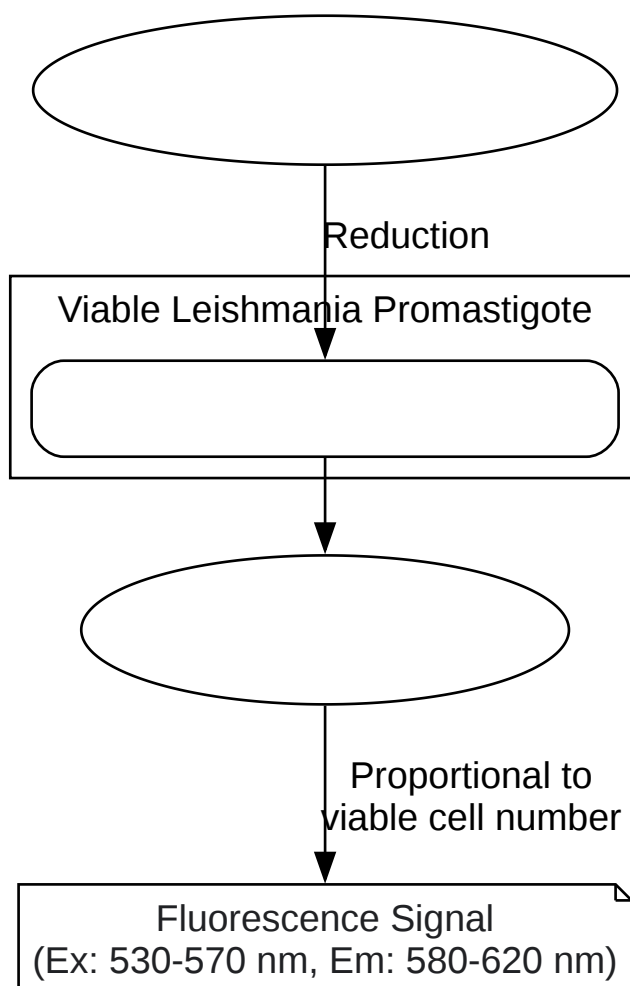 Reduction
Viable Leishmania Promastigote
Proportional to
viable cell number
Fluorescence Signal
(Ex: 530-570 nm, Em: 580-620 nm)